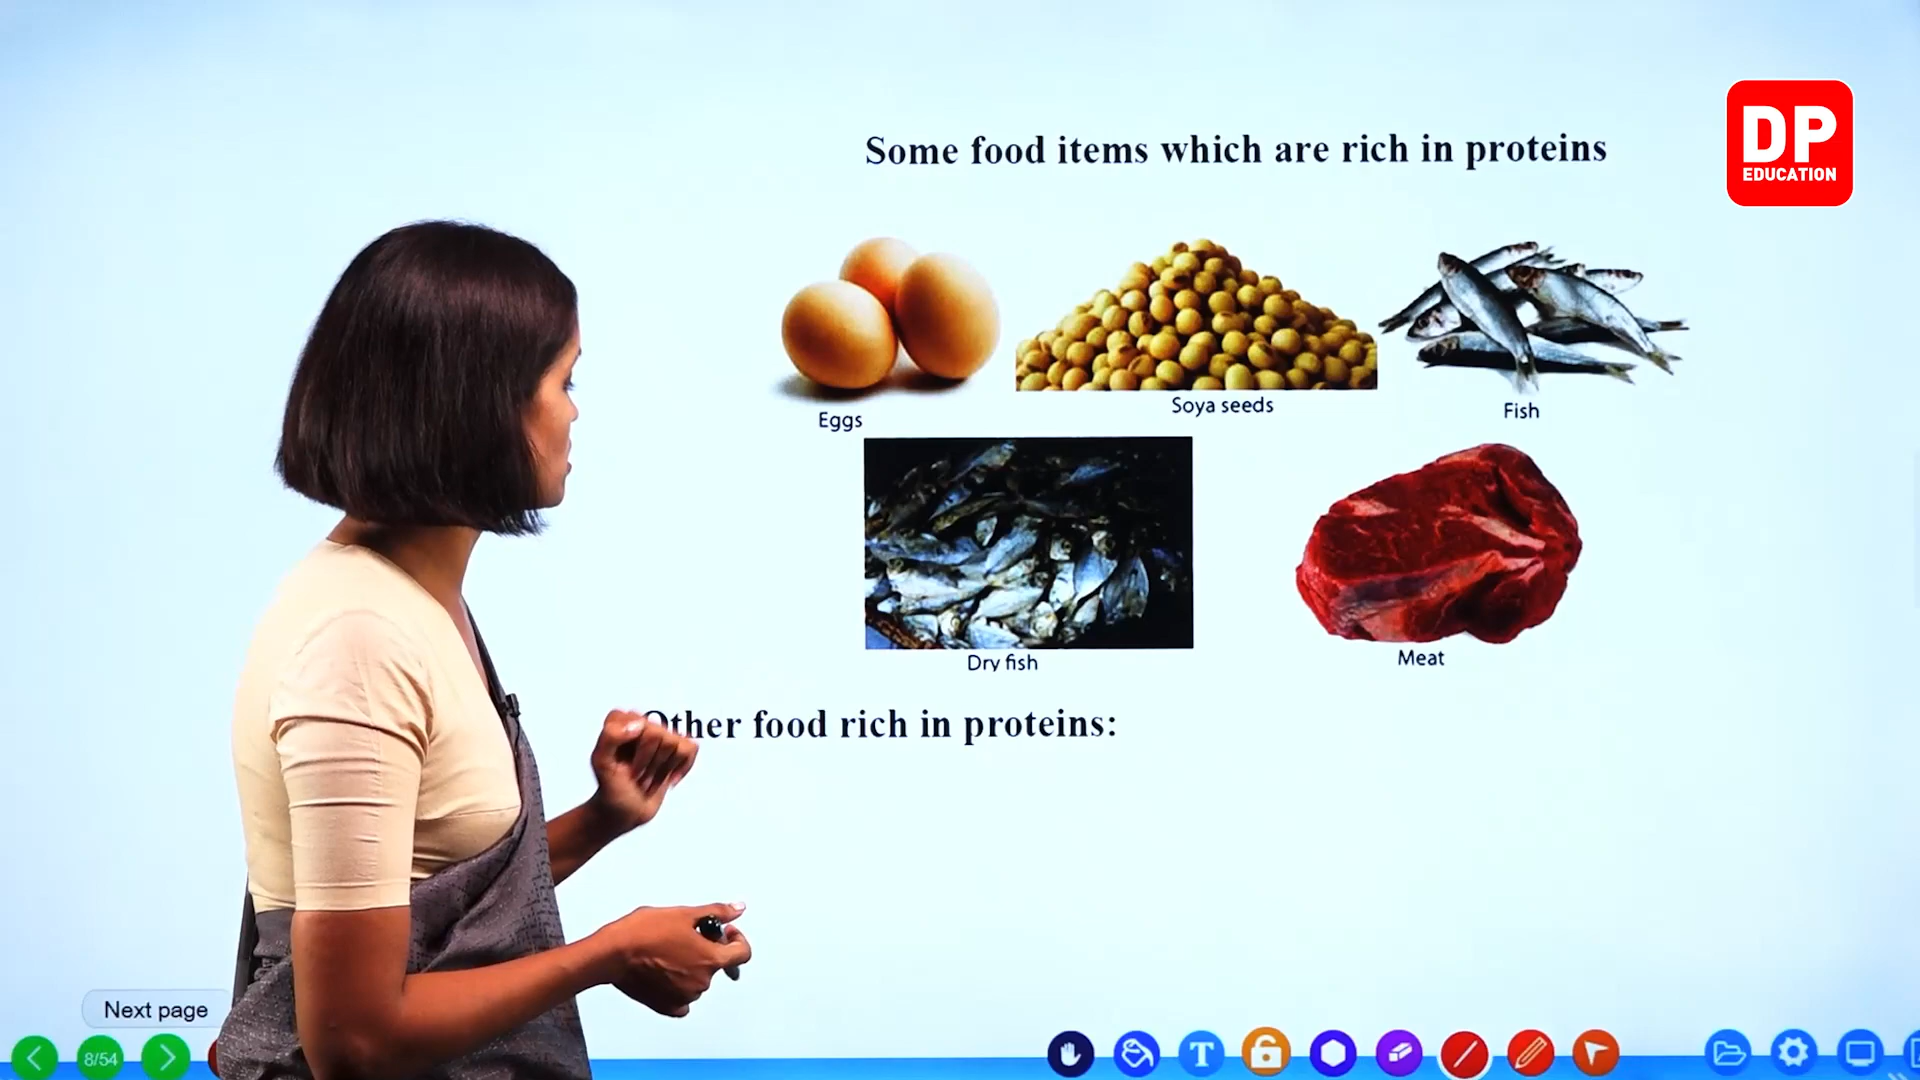 DP
EDUCATION
Some food items which are rich in proteins
Eggs
Soya seeds
Fish
Dry fish
Meat
Other food rich in proteins:
Next page
8/54
T